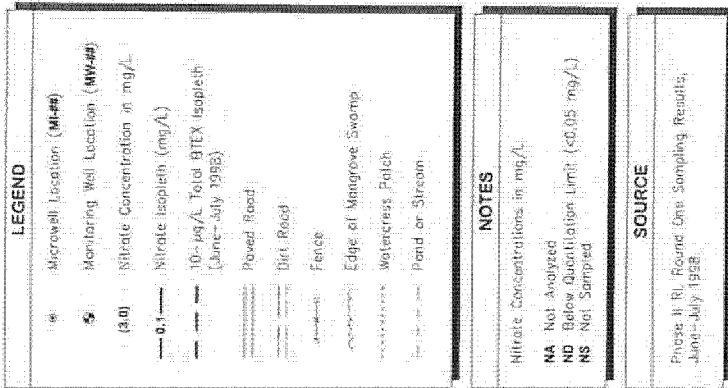 LEGEND
Microwell Location (MI-##)
Monitoring Well Location (MW-##)
(3.0) Nitrate Concentration in mg/L
0.1 Nitrate Isopleth (mg/L)
10-µg/L Total BTEX Isopleth
(June-July 1998)
Paved Road
Dirt Road
Fence
Edge of Mangrove Swamp
Watercress Patch
Pond or Stream
NOTES
Nitrate Concentrations in mg/L
NA Not Analyzed
ND Below Quantitation Limit (<0.05 mg/L)
NS Not Sampled
SOURCE
Phase II RI, Round One Sampling Results,
June-July 1998.